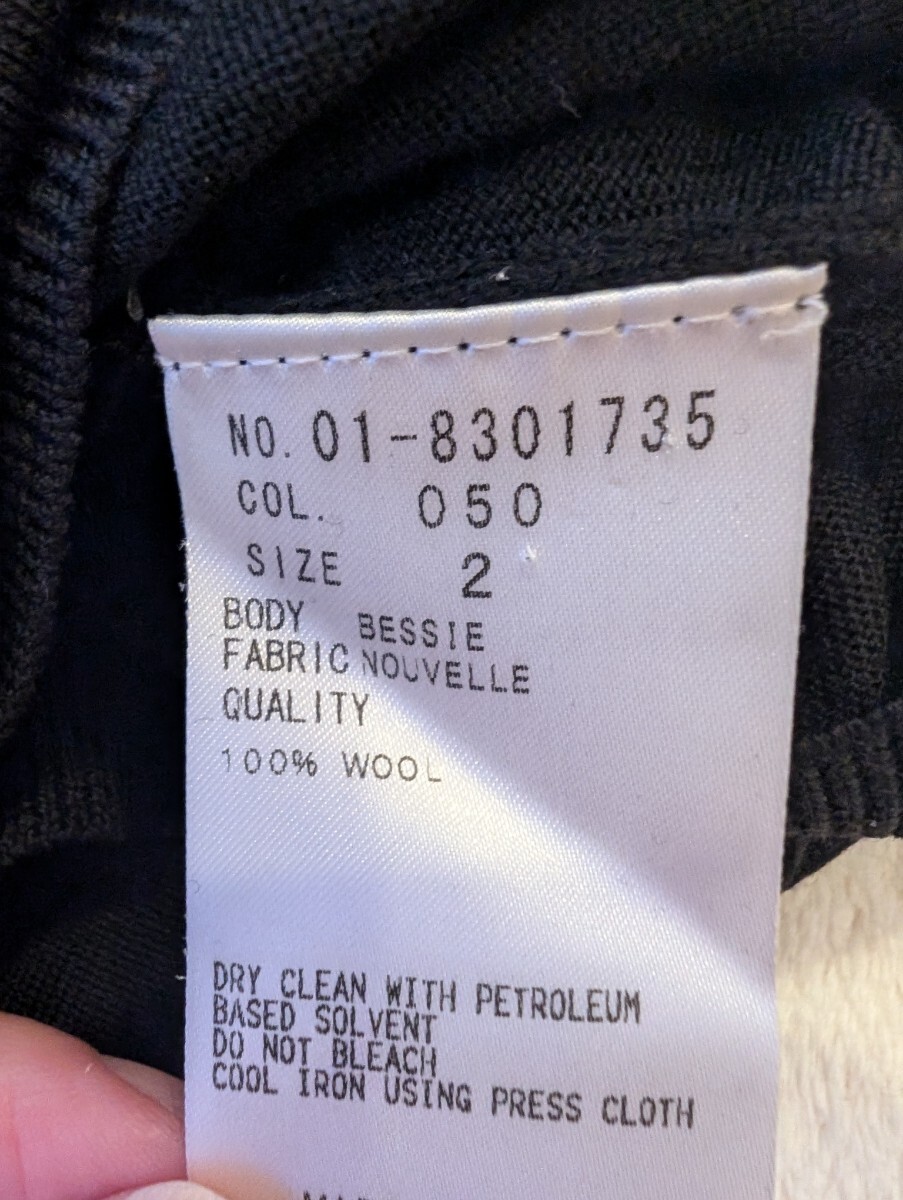 NO. 01-8301735
COL. 050
SIZE 2
BODY BESSIE
FABRIC NOUVELLE
QUALITY
100% WOOL
DRY CLEAN WITH PETROLEUM
BASED SOLVENT
DO NOT BLEACH
COOL IRON USING PRESS CLOTH